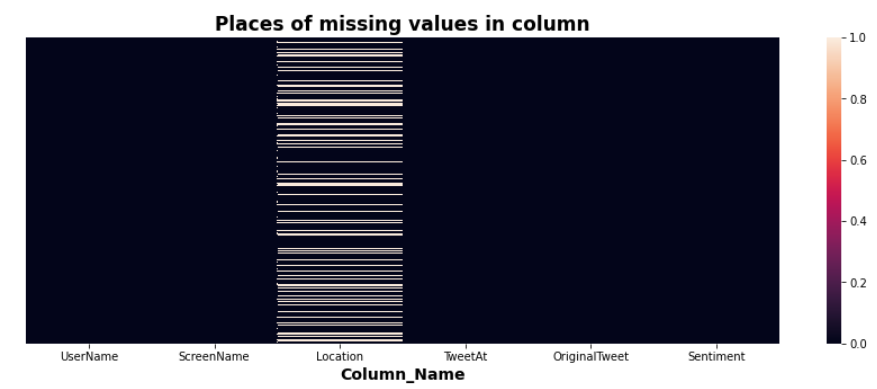 Places of missing values in column
1.0
0.8
0.6
0.4
0.2
0.0
UserName ScreenName Location TweetAt OriginalTweet Sentiment
Column_Name